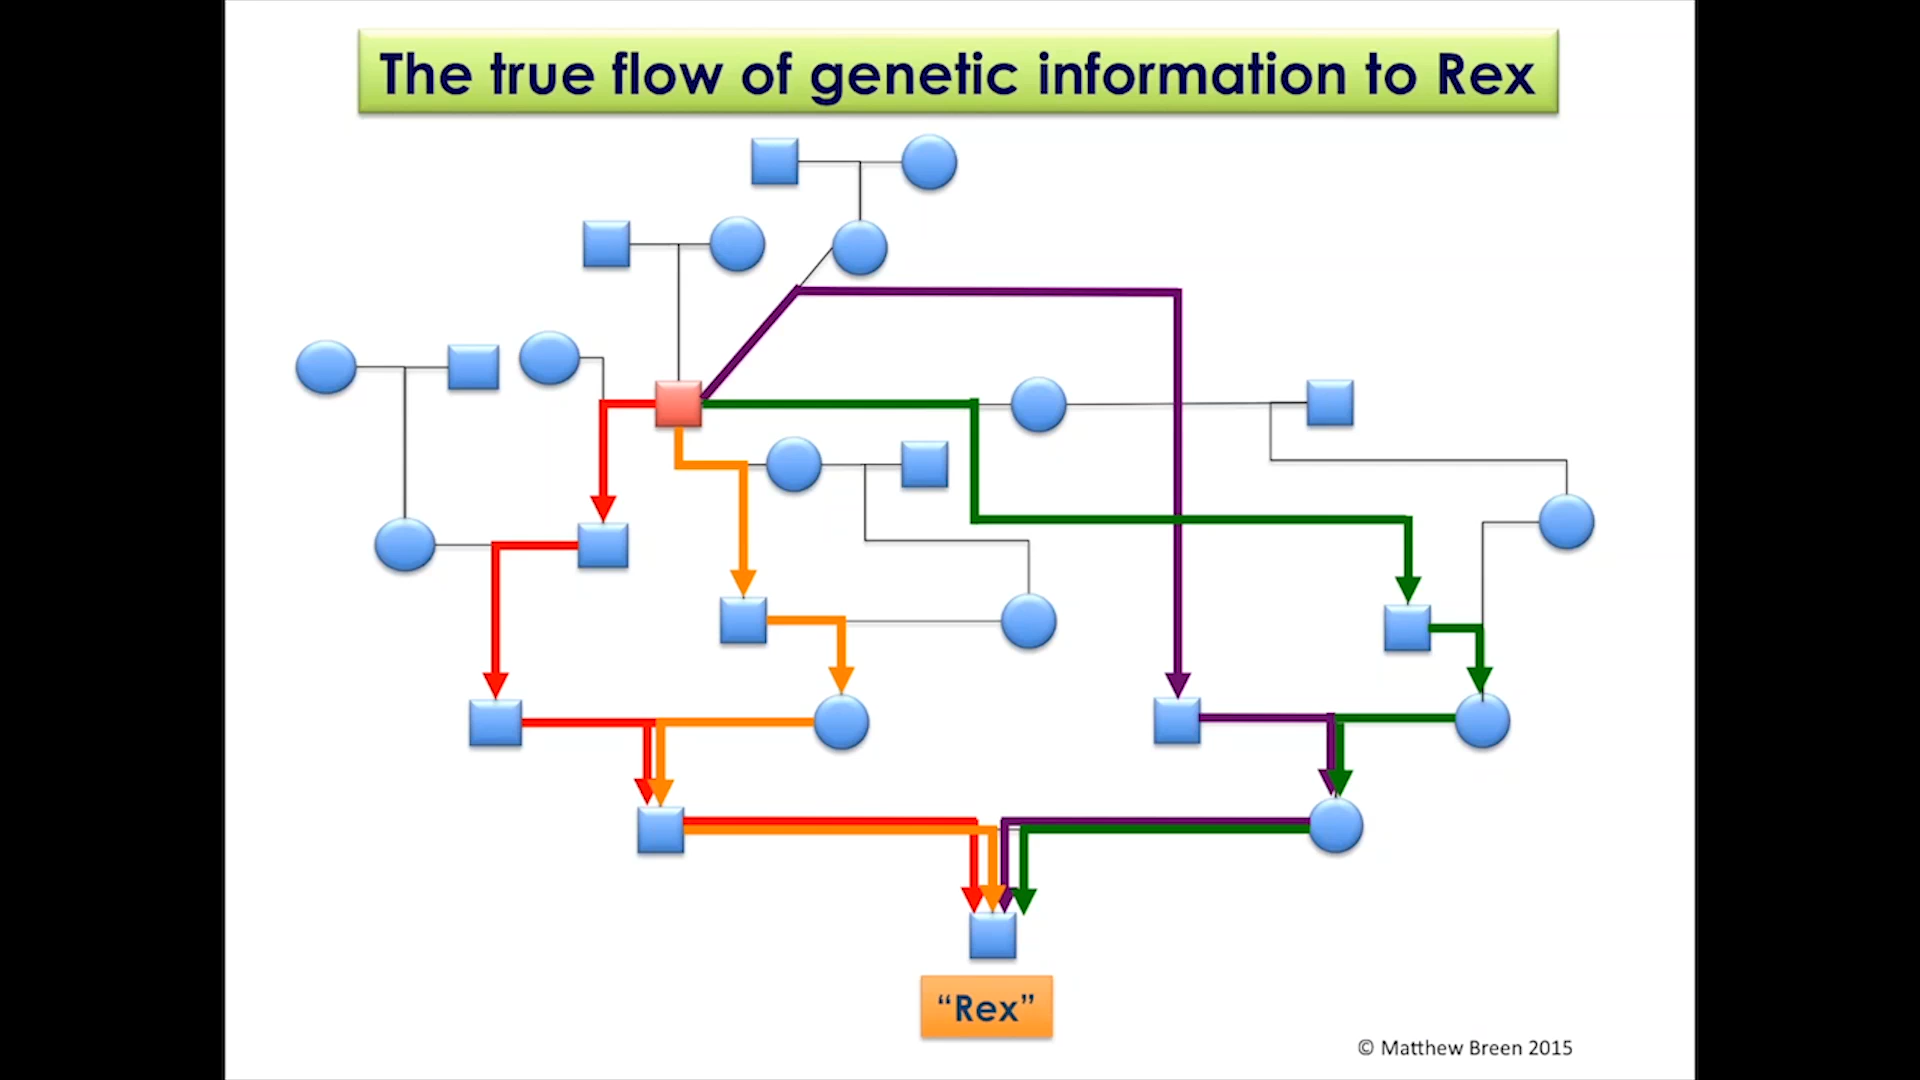 The true flow of genetic information to Rex
“Rex”
© Matthew Breen 2015